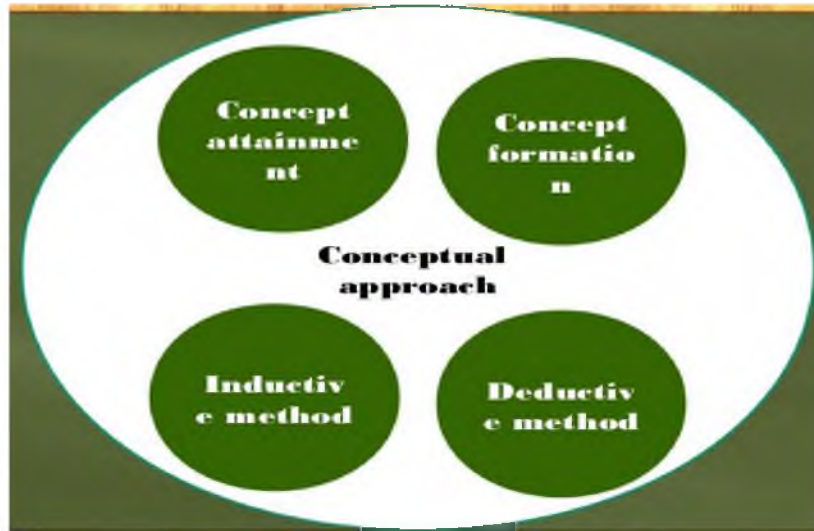 Concept
attainme
nt
Concept
formatio
n
Conceptual
approach
Inductiv
e method
Deductiv
e method